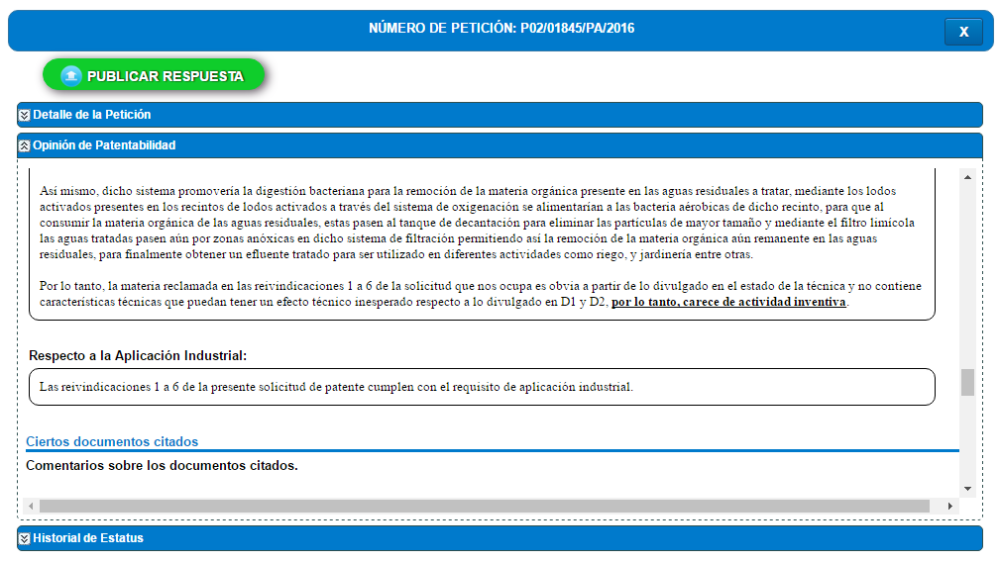 NÚMERO DE PETICIÓN: P02/01845/PA/2016
X
PUBLICAR RESPUESTA
Detalle de la Petición
Opinión de Patentabilidad
Así mismo, dicho sistema promovería la digestión bacteriana para la remoción de la materia orgánica presente en las aguas residuales a tratar, mediante los lodos
activados presentes en los recintos de lodos activados a través del sistema de oxigenación se alimentarían a las bacteria aérobicas de dicho recinto, para que al
consumir la materia orgánica de las aguas residuales, estas pasen al tanque de decantación para eliminar las partículas de mayor tamaño y mediante el filtro limícola
las aguas tratadas pasen aún por zonas anóxicas en dicho sistema de filtración permitiendo así la remoción de la materia orgánica aún remanente en las aguas
residuales, para finalmente obtener un efluente tratado para ser utilizado en diferentes actividades como riego, y jardinería entre otras.
Por lo tanto, la materia reclamada en las reivindicaciones 1 a 6 de la solicitud que nos ocupa es obvia a partir de lo divulgado en el estado de la técnica y no contiene
características técnicas que puedan tener un efecto técnico inesperado respecto a lo divulgado en D1 y D2, por lo tanto, carece de actividad inventiva.
Respecto a la Aplicación Industrial:
Las reivindicaciones 1 a 6 de la presente solicitud de patente cumplen con el requisito de aplicación industrial.
Ciertos documentos citados
Comentarios sobre los documentos citados.
Historial de Estatus